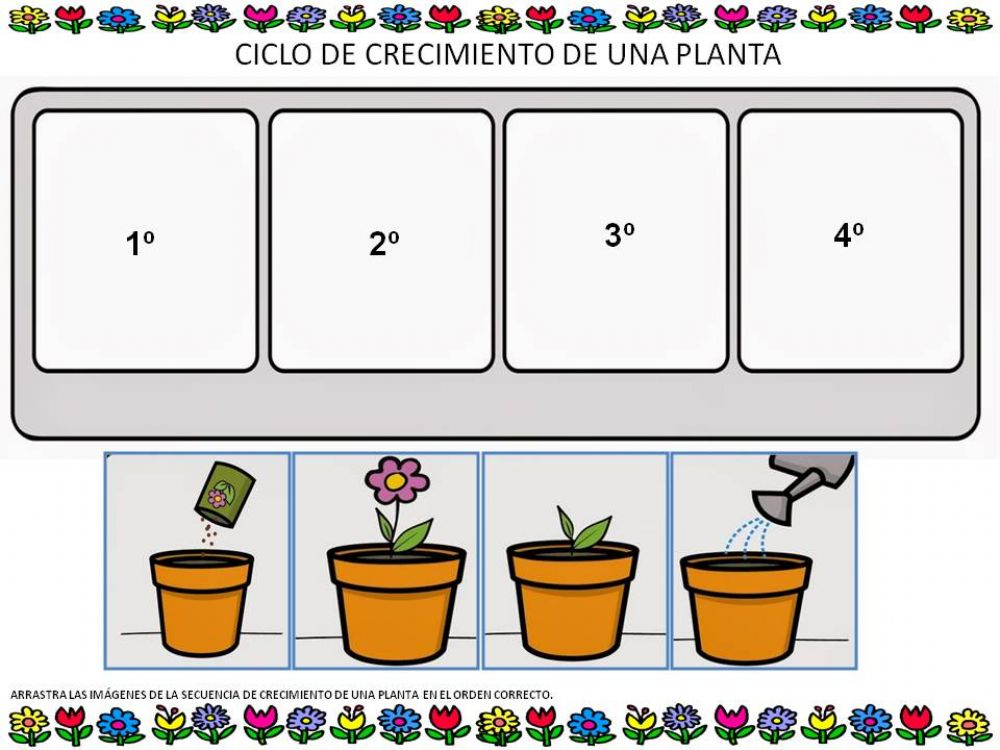 CICLO DE CRECIMIENTO DE UNA PLANTA
1º
2º
3º
4º
ARRASTRA LAS IMÁGENES DE LA SECUENCIA DE CRECIMIENTO DE UNA PLANTA EN EL ORDEN CORRECTO.